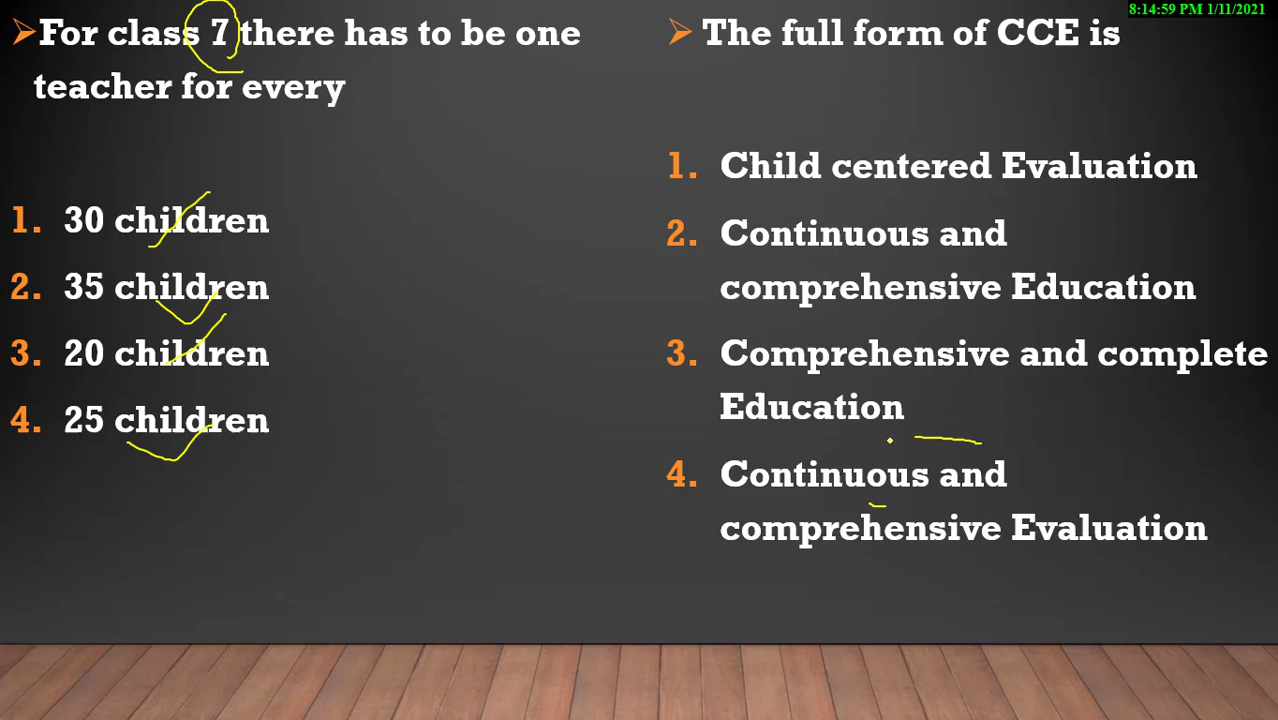 8:14:59 PM 1/11/2021
For class 7 there has to be one
teacher for every
1. 30 children
2. 35 children
3. 20 children
4. 25 children
The full form of CCE is
1. Child centered Evaluation
2. Continuous and
comprehensive Education
3. Comprehensive and complete
Education
4. Continuous and
comprehensive Evaluation